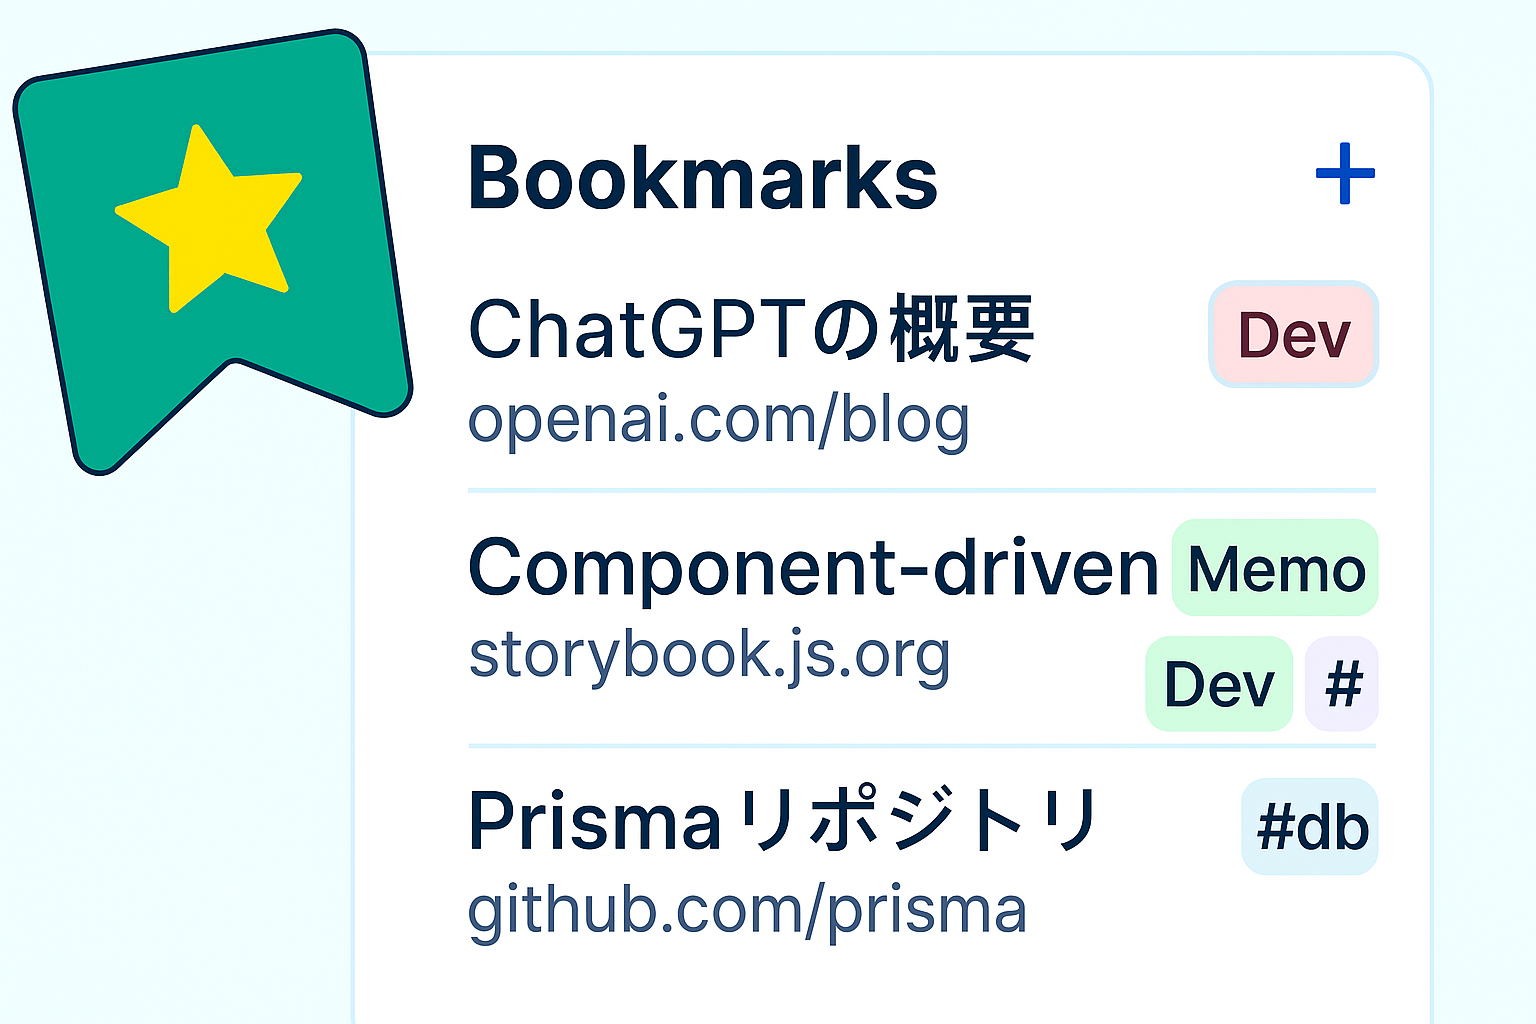 Bookmarks +
ChatGPTの概要 Dev
openai.com/blog
Component-driven Memo
storybook.js.org Dev #
Prismaリポジトリ #db
github.com/prisma